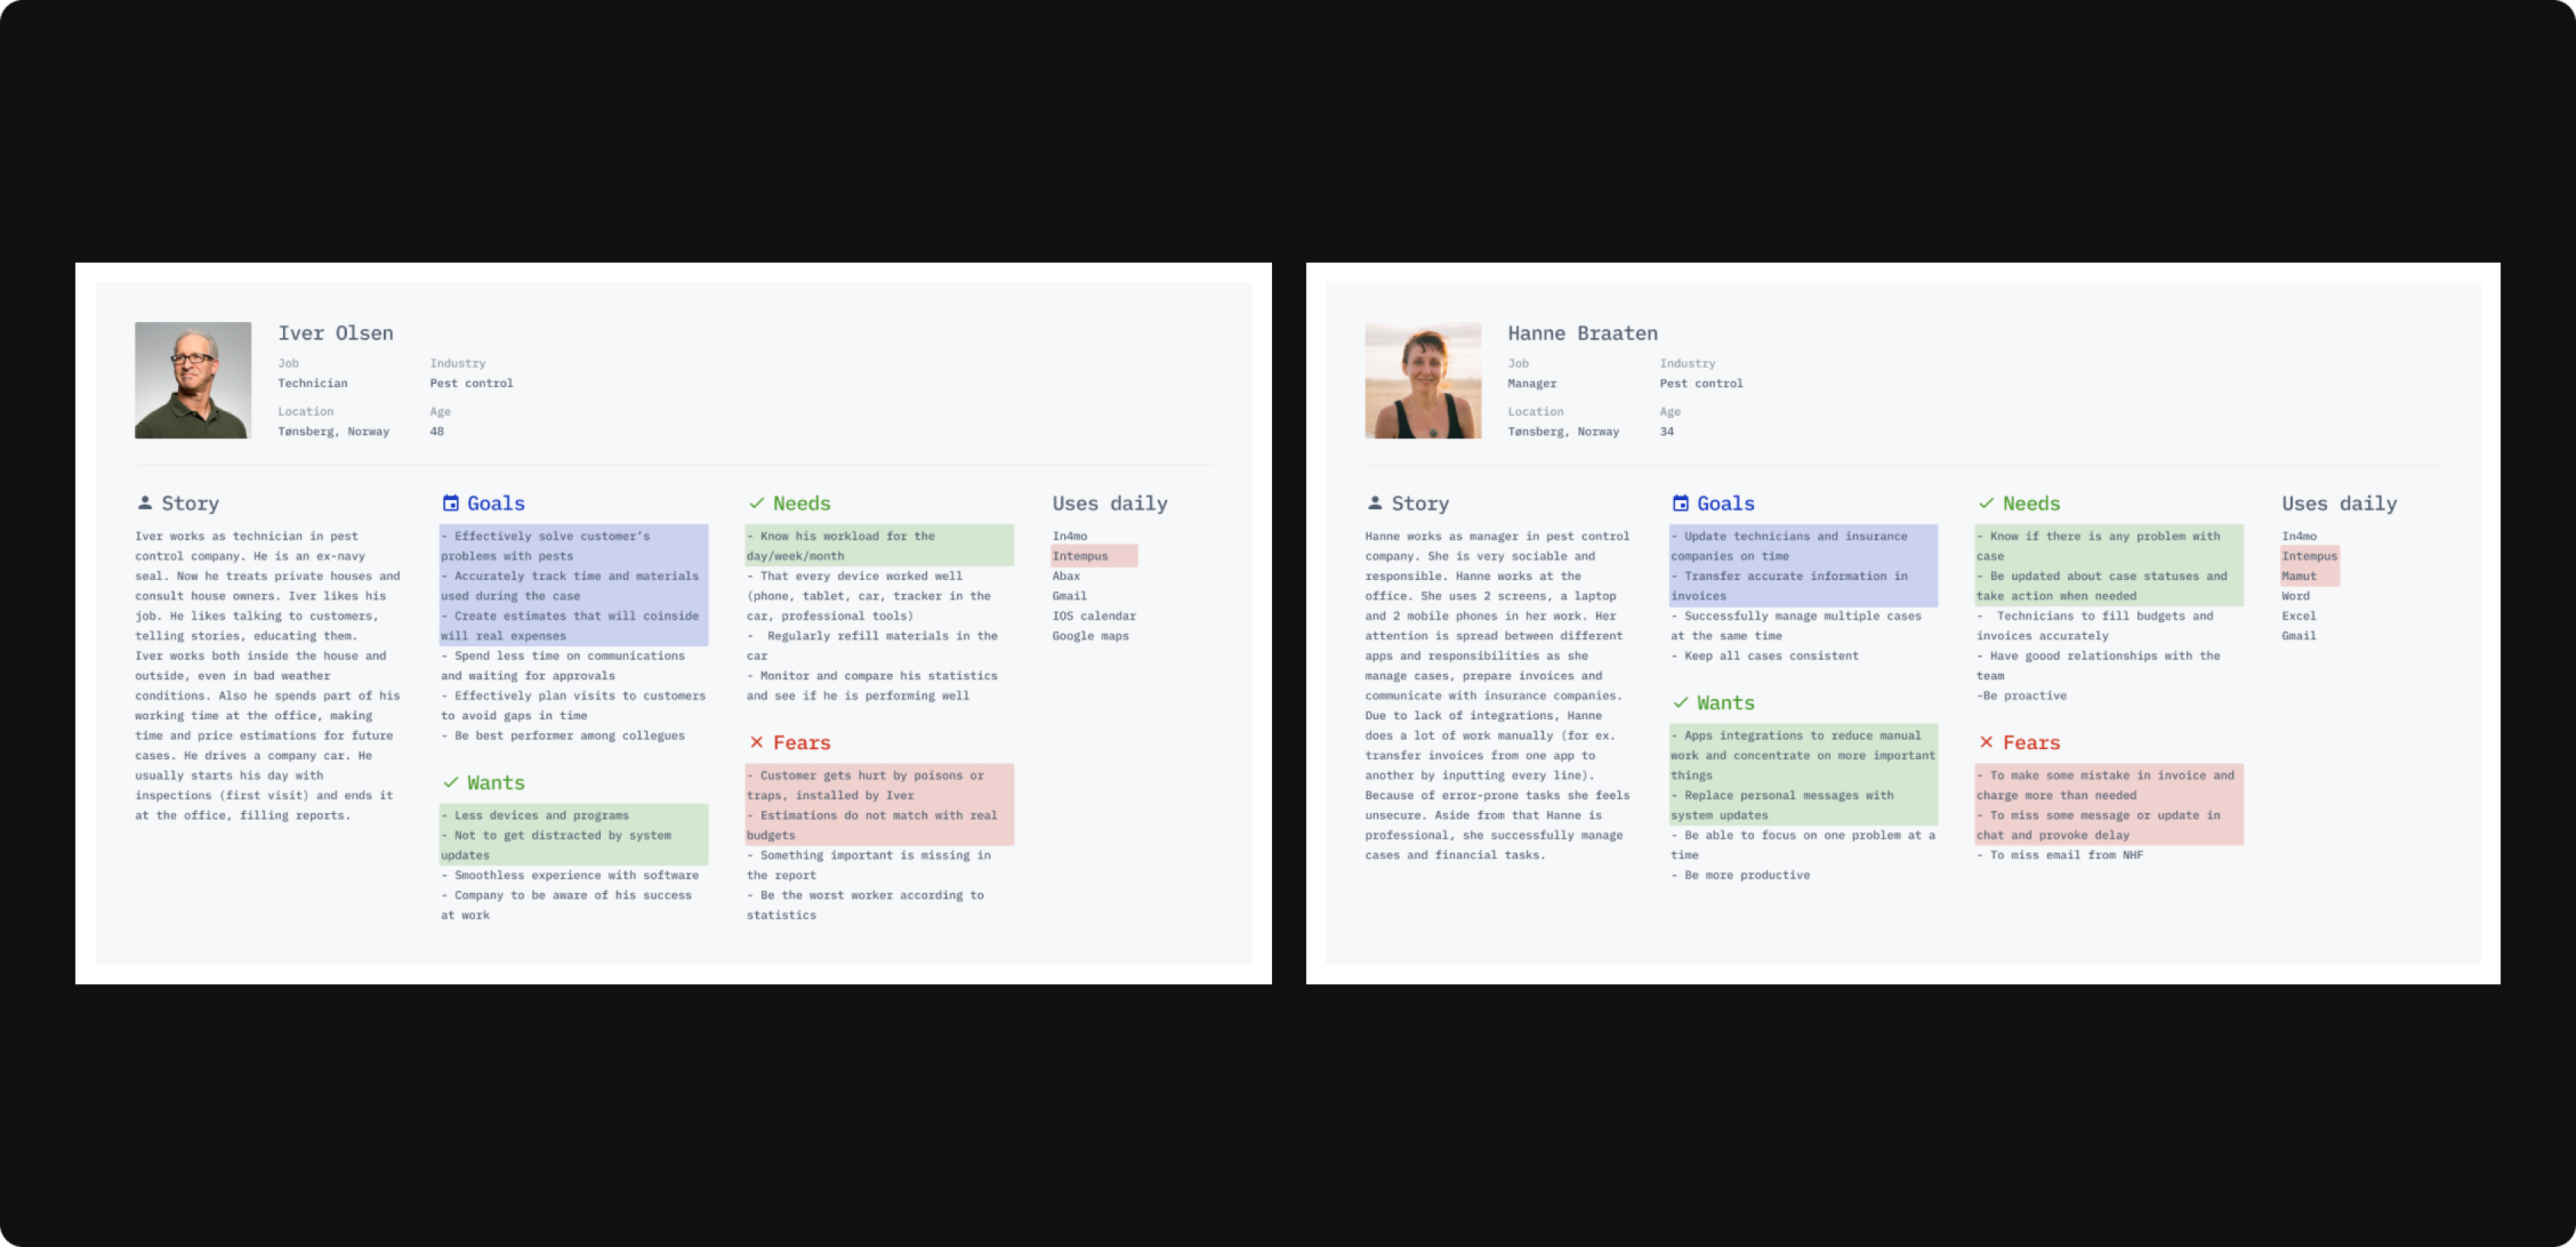 Iver Olsen
Job
Industry
Technician
Pest control
Location
Age
Tønsberg, Norway
48
Story
Iver works as technician in pest
control company. He is an ex-navy
seal. Now he treats private houses and
consult house owners. Iver likes his
job. He likes talking to customers,
telling stories, educating them.
Iver works both inside the house and
outside, even in bad weather
conditions. Also he spends part of his
working time at the office, making
time and price estimations for future
cases. He drives a company car. He
usually starts his day with
inspections (first visit) and ends it
at the office, filling reports.
Goals
- Effectively solve customer’s
problems with pests
- Accurately track time and materials
used during the case
- Create estimates that will coinside
will real expenses
- Spend less time on communications
and waiting for approvals
- Effectively plan visits to customers
to avoid gaps in time
- Be best performer among collegues
Wants
- Less devices and programs
- Not to get distracted by system
updates
- Smoothless experience with software
- Company to be aware of his success
at work
Needs
- Know his workload for the
day/week/month
- That every device worked well
(phone, tablet, car, tracker in the
car, professional tools)
- Regularly refill materials in the
car
- Monitor and compare his statistics
and see if he is performing well
Fears
- Customer gets hurt by poisons or
traps, installed by Iver
- Estimations do not match with real
budgets
- Something important is missing in
the report
- Be the worst worker according to
statistics
Uses daily
In4mo
Intempus
Abax
Gmail
IOS calendar
Google maps
Hanne Braaten
Job
Industry
Manager
Pest control
Location
Age
Tønsberg, Norway
34
Story
Hanne works as manager in pest control
company. She is very sociable and
responsible. Hanne works at the
office. She uses 2 screens, a laptop
and 2 mobile phones in her work. Her
attention is spread between different
apps and responsibilities as she
manage cases, prepare invoices and
communicate with insurance companies.
Due to lack of integrations, Hanne
does a lot of work manually (for ex.
transfer invoices from one app to
another by inputting every line).
Because of error-prone tasks she feels
unsecure. Aside from that Hanne is
professional, she successfully manage
cases and financial tasks.
Goals
- Update technicians and insurance
companies on time
- Transfer accurate information in
invoices
- Successfully manage multiple cases
at the same time
- Keep all cases consistent
Wants
- Apps integrations to reduce manual
work and concentrate on more important
things
- Replace personal messages with
system updates
- Be able to focus on one problem at a
time
- Be more productive
Needs
- Know if there is any problem with
case
- Be updated about case statuses and
take action when needed
- Technicians to fill budgets and
invoices accurately
- Have goood relationships with the
team
-Be proactive
Fears
- To make some mistake in invoice and
charge more than needed
- To miss some message or update in
chat and provoke delay
- To miss email from NHF
Uses daily
In4mo
Intempus
Mamut
Word
Excel
Gmail